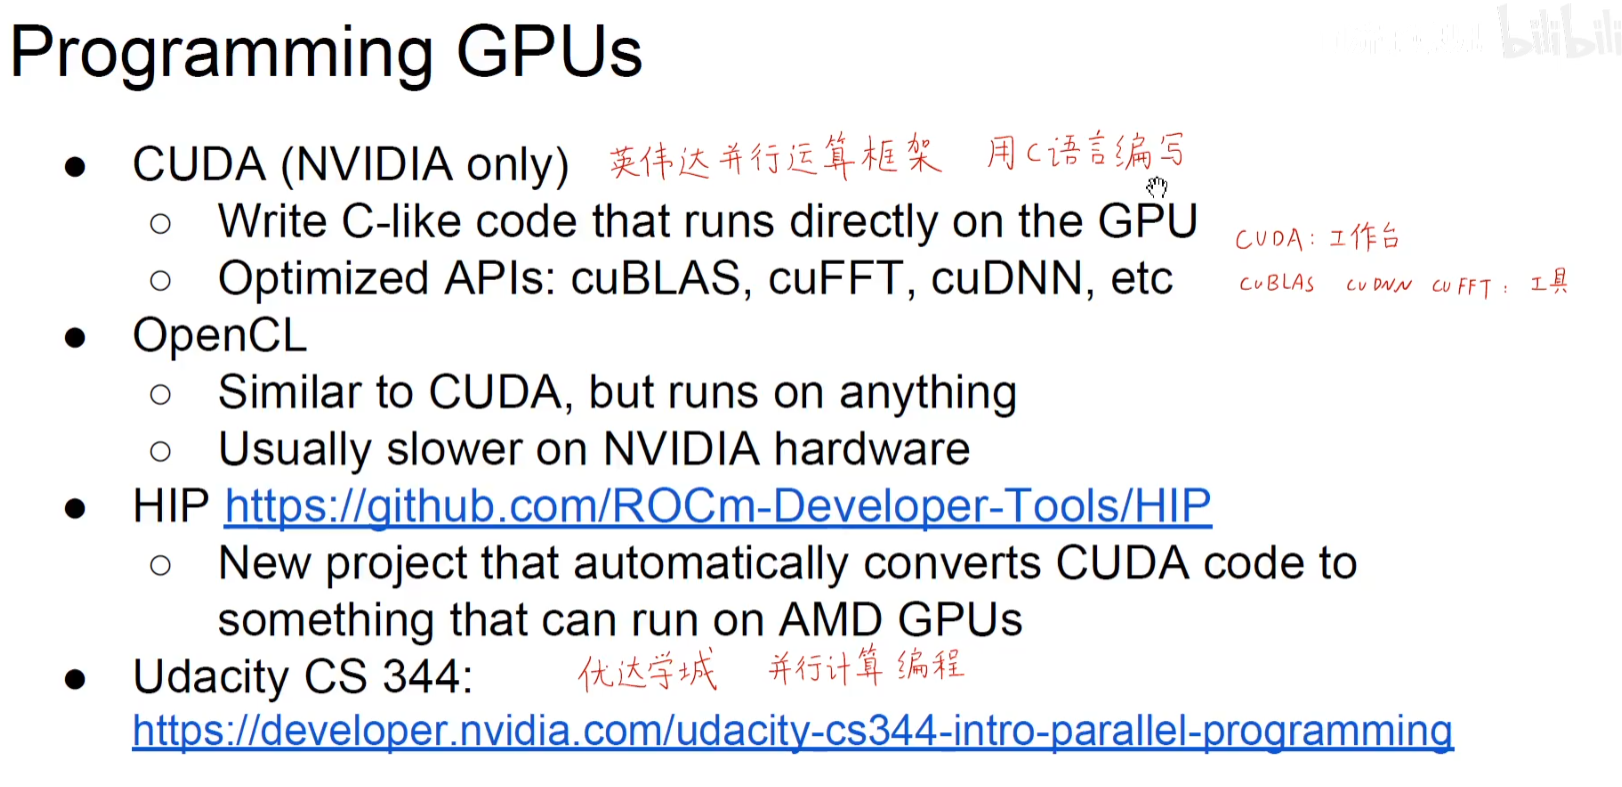 Programming GPUs
bilibili
● CUDA (NVIDIA only) 英伟达并行运算框架 用C语言编写
○ Write C-like code that runs directly on the GPU
CUDA: 工作台
○ Optimized APIs: cuBLAS, cuFFT, cuDNN, etc
cuBLAS cuDNN cuFFT: 工具
● OpenCL
○ Similar to CUDA, but runs on anything
○ Usually slower on NVIDIA hardware
● HIP https://github.com/ROCm-Developer-Tools/HIP
○ New project that automatically converts CUDA code to
something that can run on AMD GPUs
● Udacity CS 344: 优达学城 并行计算编程
https://developer.nvidia.com/udacity-cs344-intro-parallel-programming